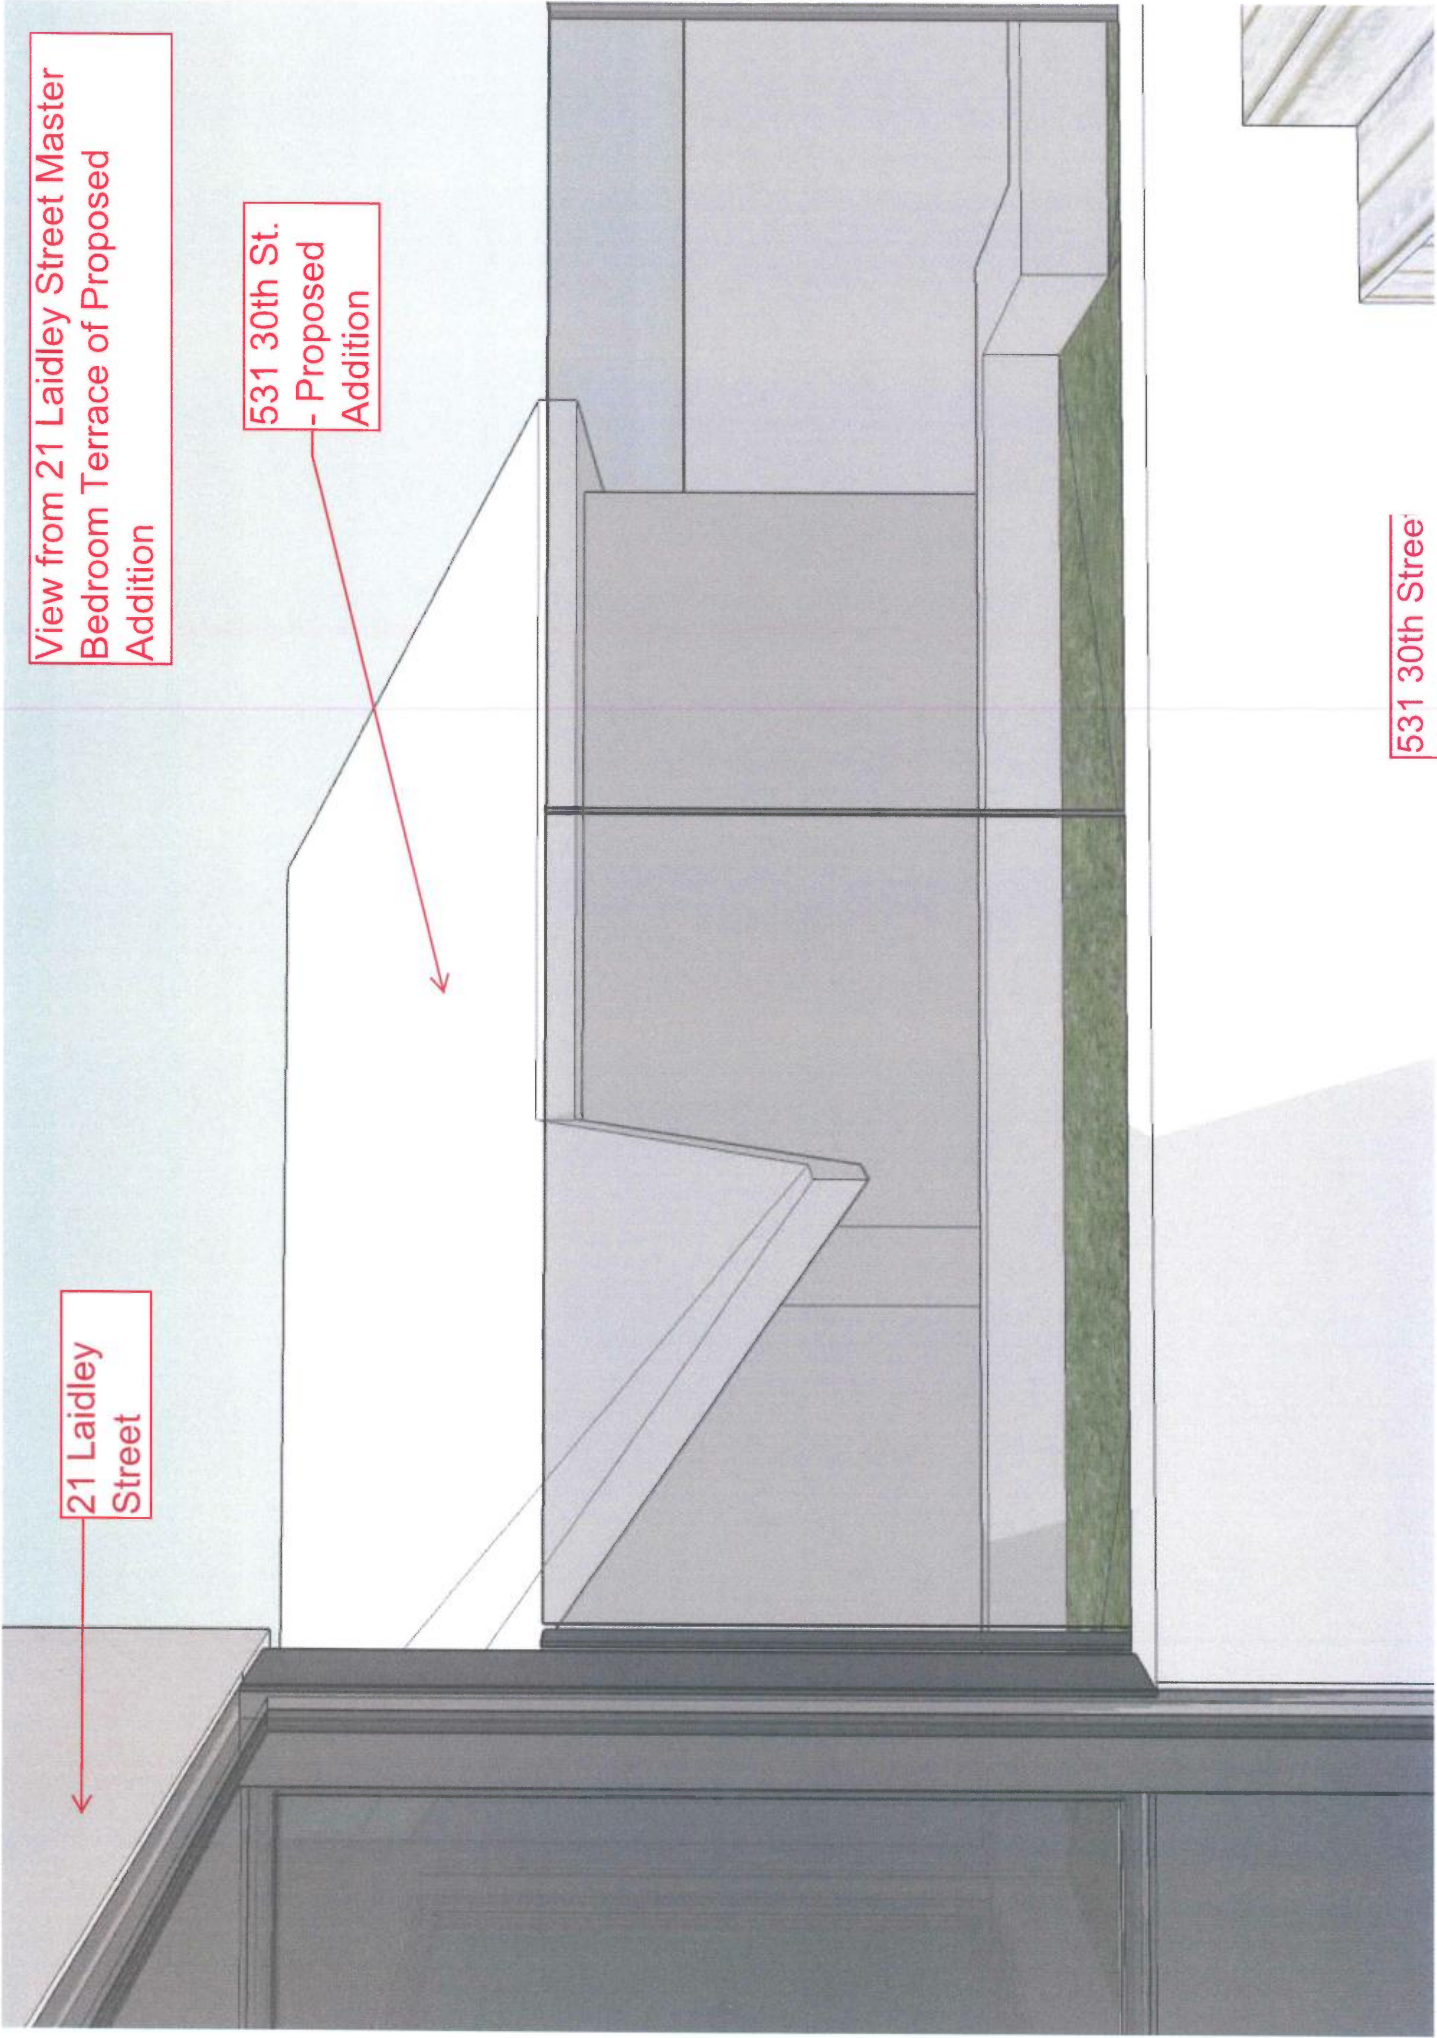 View from 21 Laidley Street Master
Bedroom Terrace of Proposed
Addition
531 30th St.
- Proposed
Addition
21 Laidley
Street
531 30th Stree